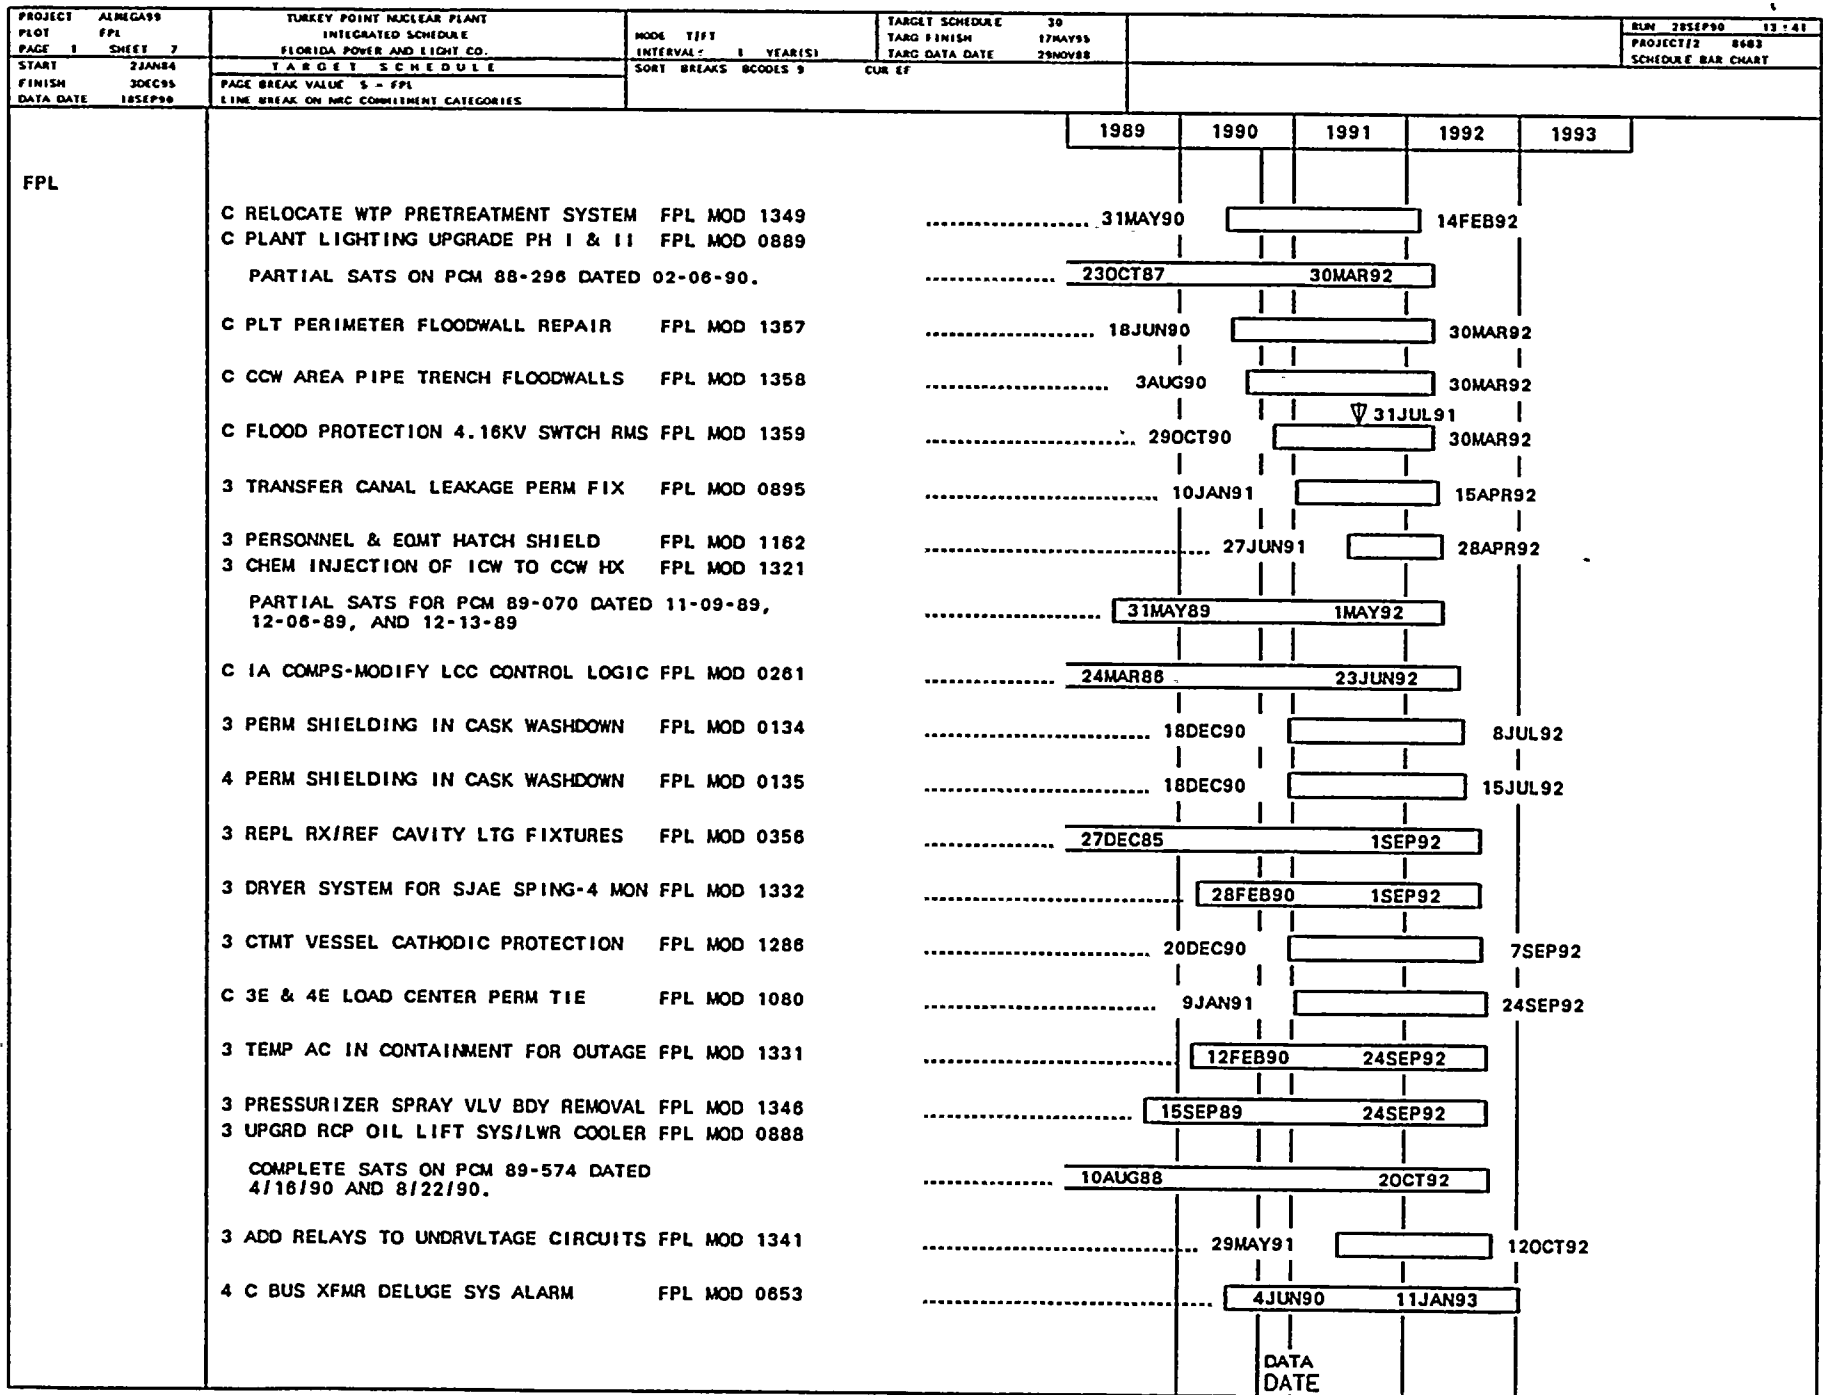 PROJECT ALMEGA99
PLOT FPL
PAGE 1 SHEET 7
START 2JAN84
FINISH 3DEC95
DATA DATE 18SEP90
TURKEY POINT NUCLEAR PLANT
INTEGRATED SCHEDULE
FLORIDA POWER AND LIGHT CO.
TARGET SCHEDULE
PAGE BREAK VALUE 5 = FPL
LINE BREAK ON NRC COMMITMENT CATEGORIES
MODE T/FT
INTERVAL: 1 YEAR(S)
SORT BREAKS BCODES 9 CUR EF
TARGET SCHEDULE 30
TARG FINISH 17MAY95
TARG DATA DATE 29NOV88
RUN 28SEP90 13:41
PROJECT/2 8683
SCHEDULE BAR CHART
1989 1990 1991 1992 1993
FPL
C RELOCATE WTP PRETREATMENT SYSTEM FPL MOD 1349 31MAY90 14FEB92
C PLANT LIGHTING UPGRADE PH I & II FPL MOD 0889
PARTIAL SATS ON PCM 88-296 DATED 02-06-90. 23OCT87 30MAR92
C PLT PERIMETER FLOODWALL REPAIR FPL MOD 1357 18JUN90 30MAR92
C CCW AREA PIPE TRENCH FLOODWALLS FPL MOD 1358 3AUG90 30MAR92
31JUL91
C FLOOD PROTECTION 4.16KV SWTCH RMS FPL MOD 1359 29OCT90 30MAR92
3 TRANSFER CANAL LEAKAGE PERM FIX FPL MOD 0895 10JAN91 15APR92
3 PERSONNEL & EQMT HATCH SHIELD FPL MOD 1162 27JUN91 28APR92
3 CHEM INJECTION OF ICW TO CCW HX FPL MOD 1321
PARTIAL SATS FOR PCM 89-070 DATED 11-09-89, 31MAY89 1MAY92
12-06-89, AND 12-13-89
C IA COMPS-MODIFY LCC CONTROL LOGIC FPL MOD 0261 24MAR86 23JUN92
3 PERM SHIELDING IN CASK WASHDOWN FPL MOD 0134 18DEC90 8JUL92
4 PERM SHIELDING IN CASK WASHDOWN FPL MOD 0135 18DEC90 15JUL92
3 REPL RX/REF CAVITY LTG FIXTURES FPL MOD 0356 27DEC85 1SEP92
3 DRYER SYSTEM FOR SJAE SPING-4 MON FPL MOD 1332 28FEB90 1SEP92
3 CTMT VESSEL CATHODIC PROTECTION FPL MOD 1286 20DEC90 7SEP92
C 3E & 4E LOAD CENTER PERM TIE FPL MOD 1080 9JAN91 24SEP92
3 TEMP AC IN CONTAINMENT FOR OUTAGE FPL MOD 1331 12FEB90 24SEP92
3 PRESSURIZER SPRAY VLV BDY REMOVAL FPL MOD 1346 15SEP89 24SEP92
3 UPGRD RCP OIL LIFT SYS/LWR COOLER FPL MOD 0888
COMPLETE SATS ON PCM 89-574 DATED
4/16/90 AND 8/22/90. 10AUG88 2OCT92
3 ADD RELAYS TO UNDRVLTAGE CIRCUITS FPL MOD 1341 29MAY91 12OCT92
4 C BUS XFMR DELUGE SYS ALARM FPL MOD 0653 4JUN90 11JAN93
DATA
DATE